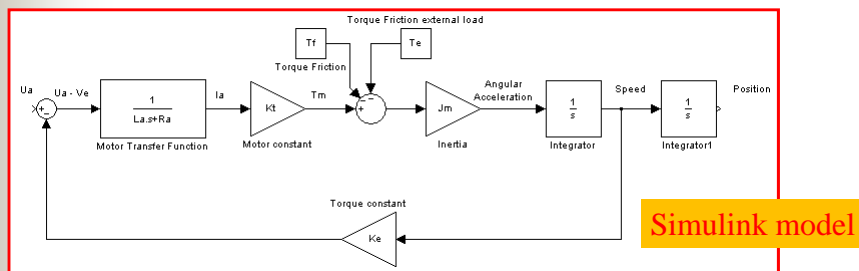 Torque Friction external load
Tf
Te
Torque Friction
Ua
Ua - Ve
1
La.s+Ra
Motor Transfer Function
Ia
Kt
Motor constant
Tm
Jm
Inertia
Angular
Acceleration
1
s
Integrator
Speed
1
s
Integrator1
Position
Torque constant
Ke
Simulink model